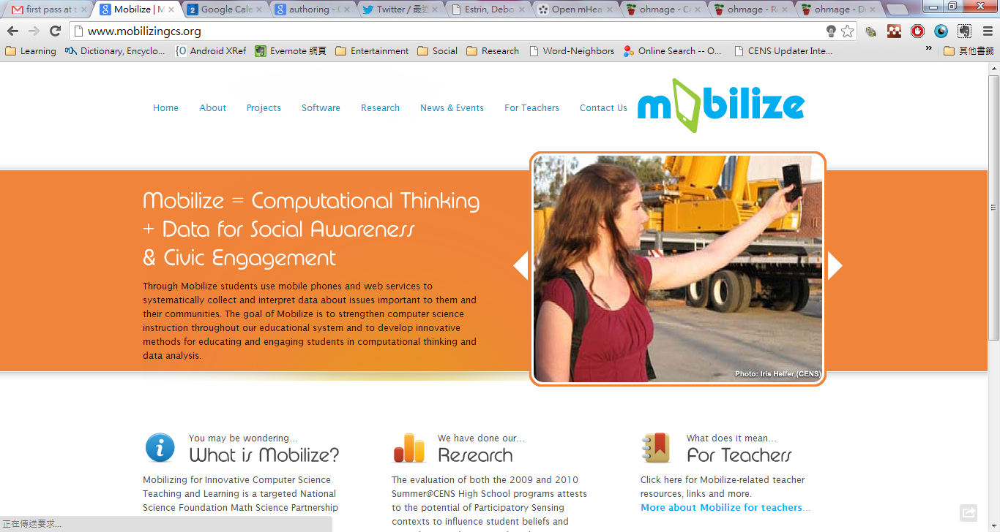 first pass at t
Mobilize | M
Google Cale
authoring - 
Twitter / 最近
Estrin, Debo
Open mHea
ohmage - C
ohmage - R
ohmage - D
www.mobilizingcs.org
Learning
Dictionary, Encyclo...
Android XRef
Evernote 網頁
Entertainment
Social
Research
Word-Neighbors
Online Search -- O...
CENS Updater Inte...
»
其他書籤
Home
About
Projects
Software
Research
News & Events
For Teachers
Contact Us
mobilize
Mobilize = Computational Thinking
+ Data for Social Awareness
& Civic Engagement
Through Mobilize students use mobile phones and web services to
systematically collect and interpret data about issues important to them and
their communities. The goal of Mobilize is to strengthen computer science
instruction throughout our educational system and to develop innovative
methods for educating and engaging students in computational thinking and
data analysis.
Photo: Iris Helfer (CENS)
You may be wondering...
What is Mobilize?
Mobilizing for Innovative Computer Science
Teaching and Learning is a targeted National
Science Foundation Math Science Partnership
We have done our...
Research
The evaluation of both the 2009 and 2010
Summer@CENS High School programs attests
to the potential of Participatory Sensing
contexts to influence student beliefs and
What does it mean...
For Teachers
Click here for Mobilize-related teacher
resources, links and more.
More about Mobilize for teachers...
正在傳送要求...